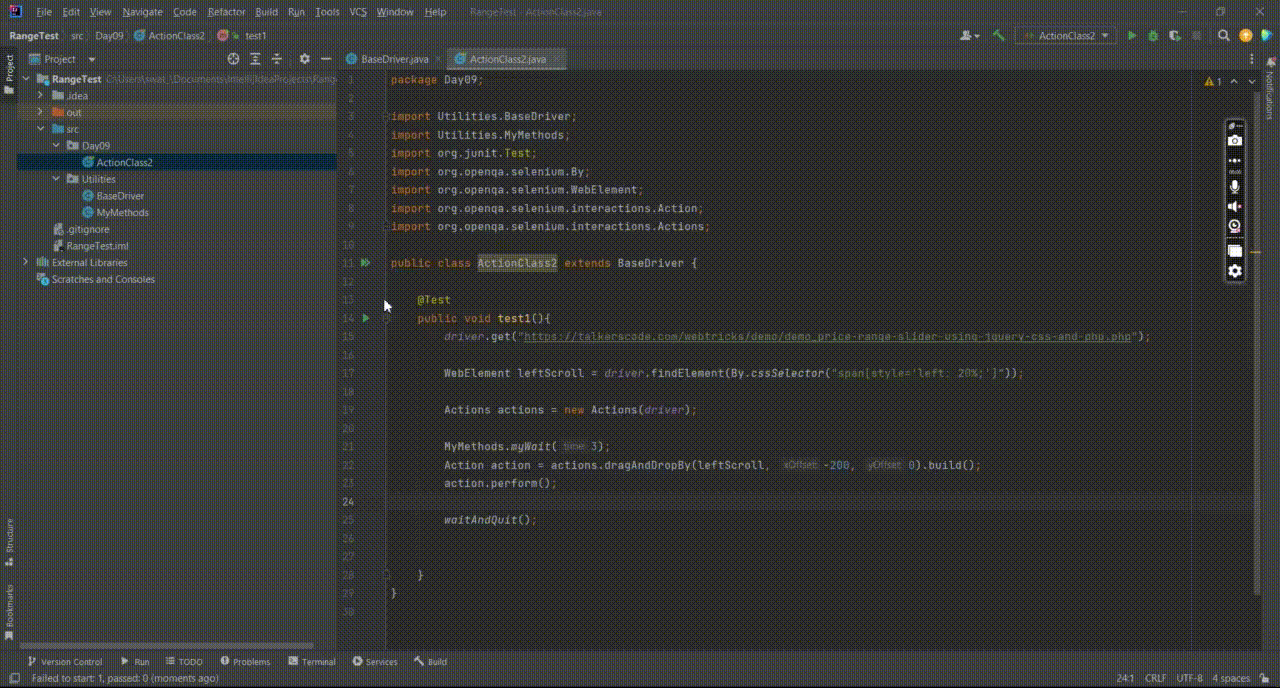 File Edit View Navigate Code Refactor Build Run Tools VCS Window Help RangeTest - ActionClass2.java
RangeTest src Day09 ActionClass2 test1
ActionClass2
Project
Project
BaseDriver.java
ActionClass2.java
Notifications
RangeTest C:\Users\swat_\Documents\Intellij\IdeaProjects\Rang
.idea
out
src
Day09
ActionClass2
Utilities
BaseDriver
MyMethods
.gitignore
RangeTest.iml
External Libraries
Scratches and Consoles
1
1 package Day09;
2
3 import Utilities.BaseDriver;
4 import Utilities.MyMethods;
5 import org.junit.Test;
6 import org.openqa.selenium.By;
7 import org.openqa.selenium.WebElement;
8 import org.openqa.selenium.interactions.Action;
9 import org.openqa.selenium.interactions.Actions;
10
11 public class ActionClass2 extends BaseDriver {
12
13 @Test
14 public void test1(){
15 driver.get("https://talkerscode.com/webtricks/demo/demo_price-range-slider-using-jquery-css-and-php.php");
16
17 WebElement leftScroll = driver.findElement(By.cssSelector("span[style='left: 20%;']"));
18
19 Actions actions = new Actions(driver);
20
21 MyMethods.myWait( time: 3);
22 Action action = actions.dragAndDropBy(leftScroll, xOffset: -200, yOffset: 0).build();
23 action.perform();
24
25 waitAndQuit();
26
27
28 }
29 }
30
Structure
Bookmarks
Version Control Run TODO Problems Terminal Services Build
Failed to start: 1, passed: 0 (moments ago)
24:1 CRLF UTF-8 4 spaces